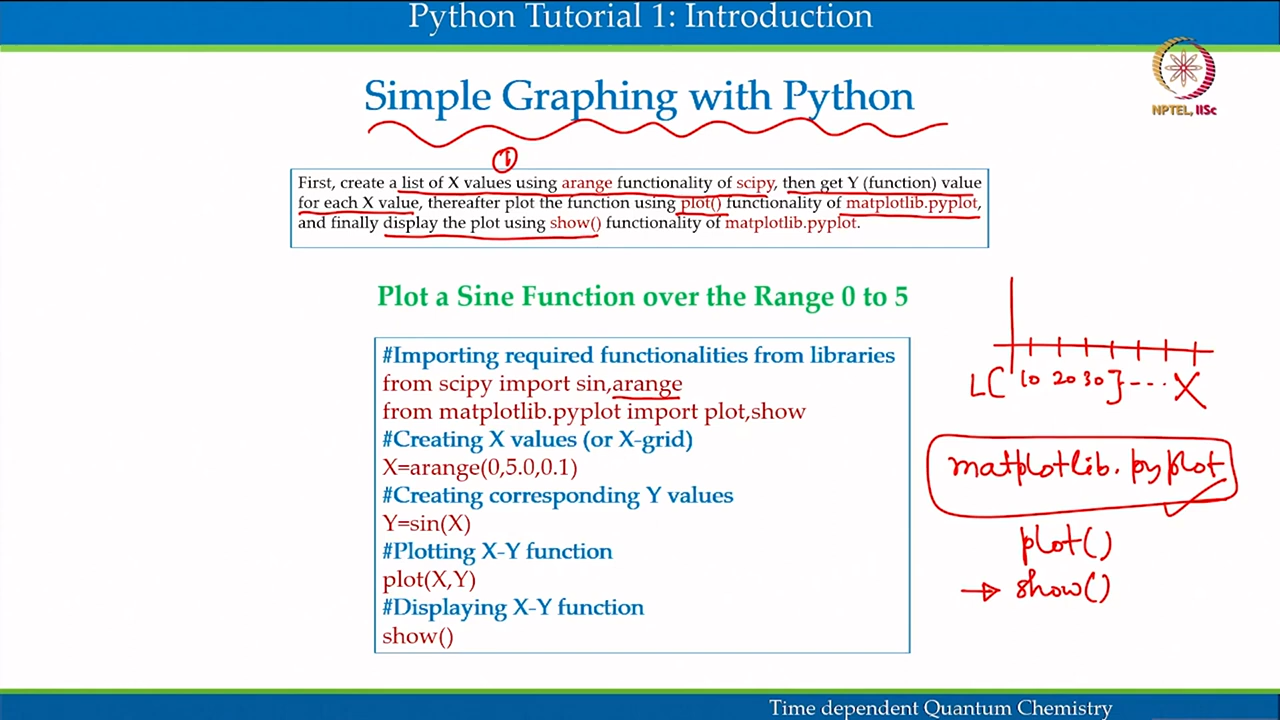 Python Tutorial 1: Introduction
NPTEL, IISc
Simple Graphing with Python
1
First, create a list of X values using arange functionality of scipy, then get Y (function) value
for each X value, thereafter plot the function using plot() functionality of matplotlib.pyplot,
and finally display the plot using show() functionality of matplotlib.pyplot.
Plot a Sine Function over the Range 0 to 5
#Importing required functionalities from libraries
from scipy import sin,arange
from matplotlib.pyplot import plot,show
#Creating X values (or X-grid)
X=arange(0,5.0,0.1)
#Creating corresponding Y values
Y=sin(X)
#Plotting X-Y function
plot(X,Y)
#Displaying X-Y function
show()
L[ 10 20 30 ] ---- X
matplotlib.pyplot
plot()
→ show()
Time dependent Quantum Chemistry